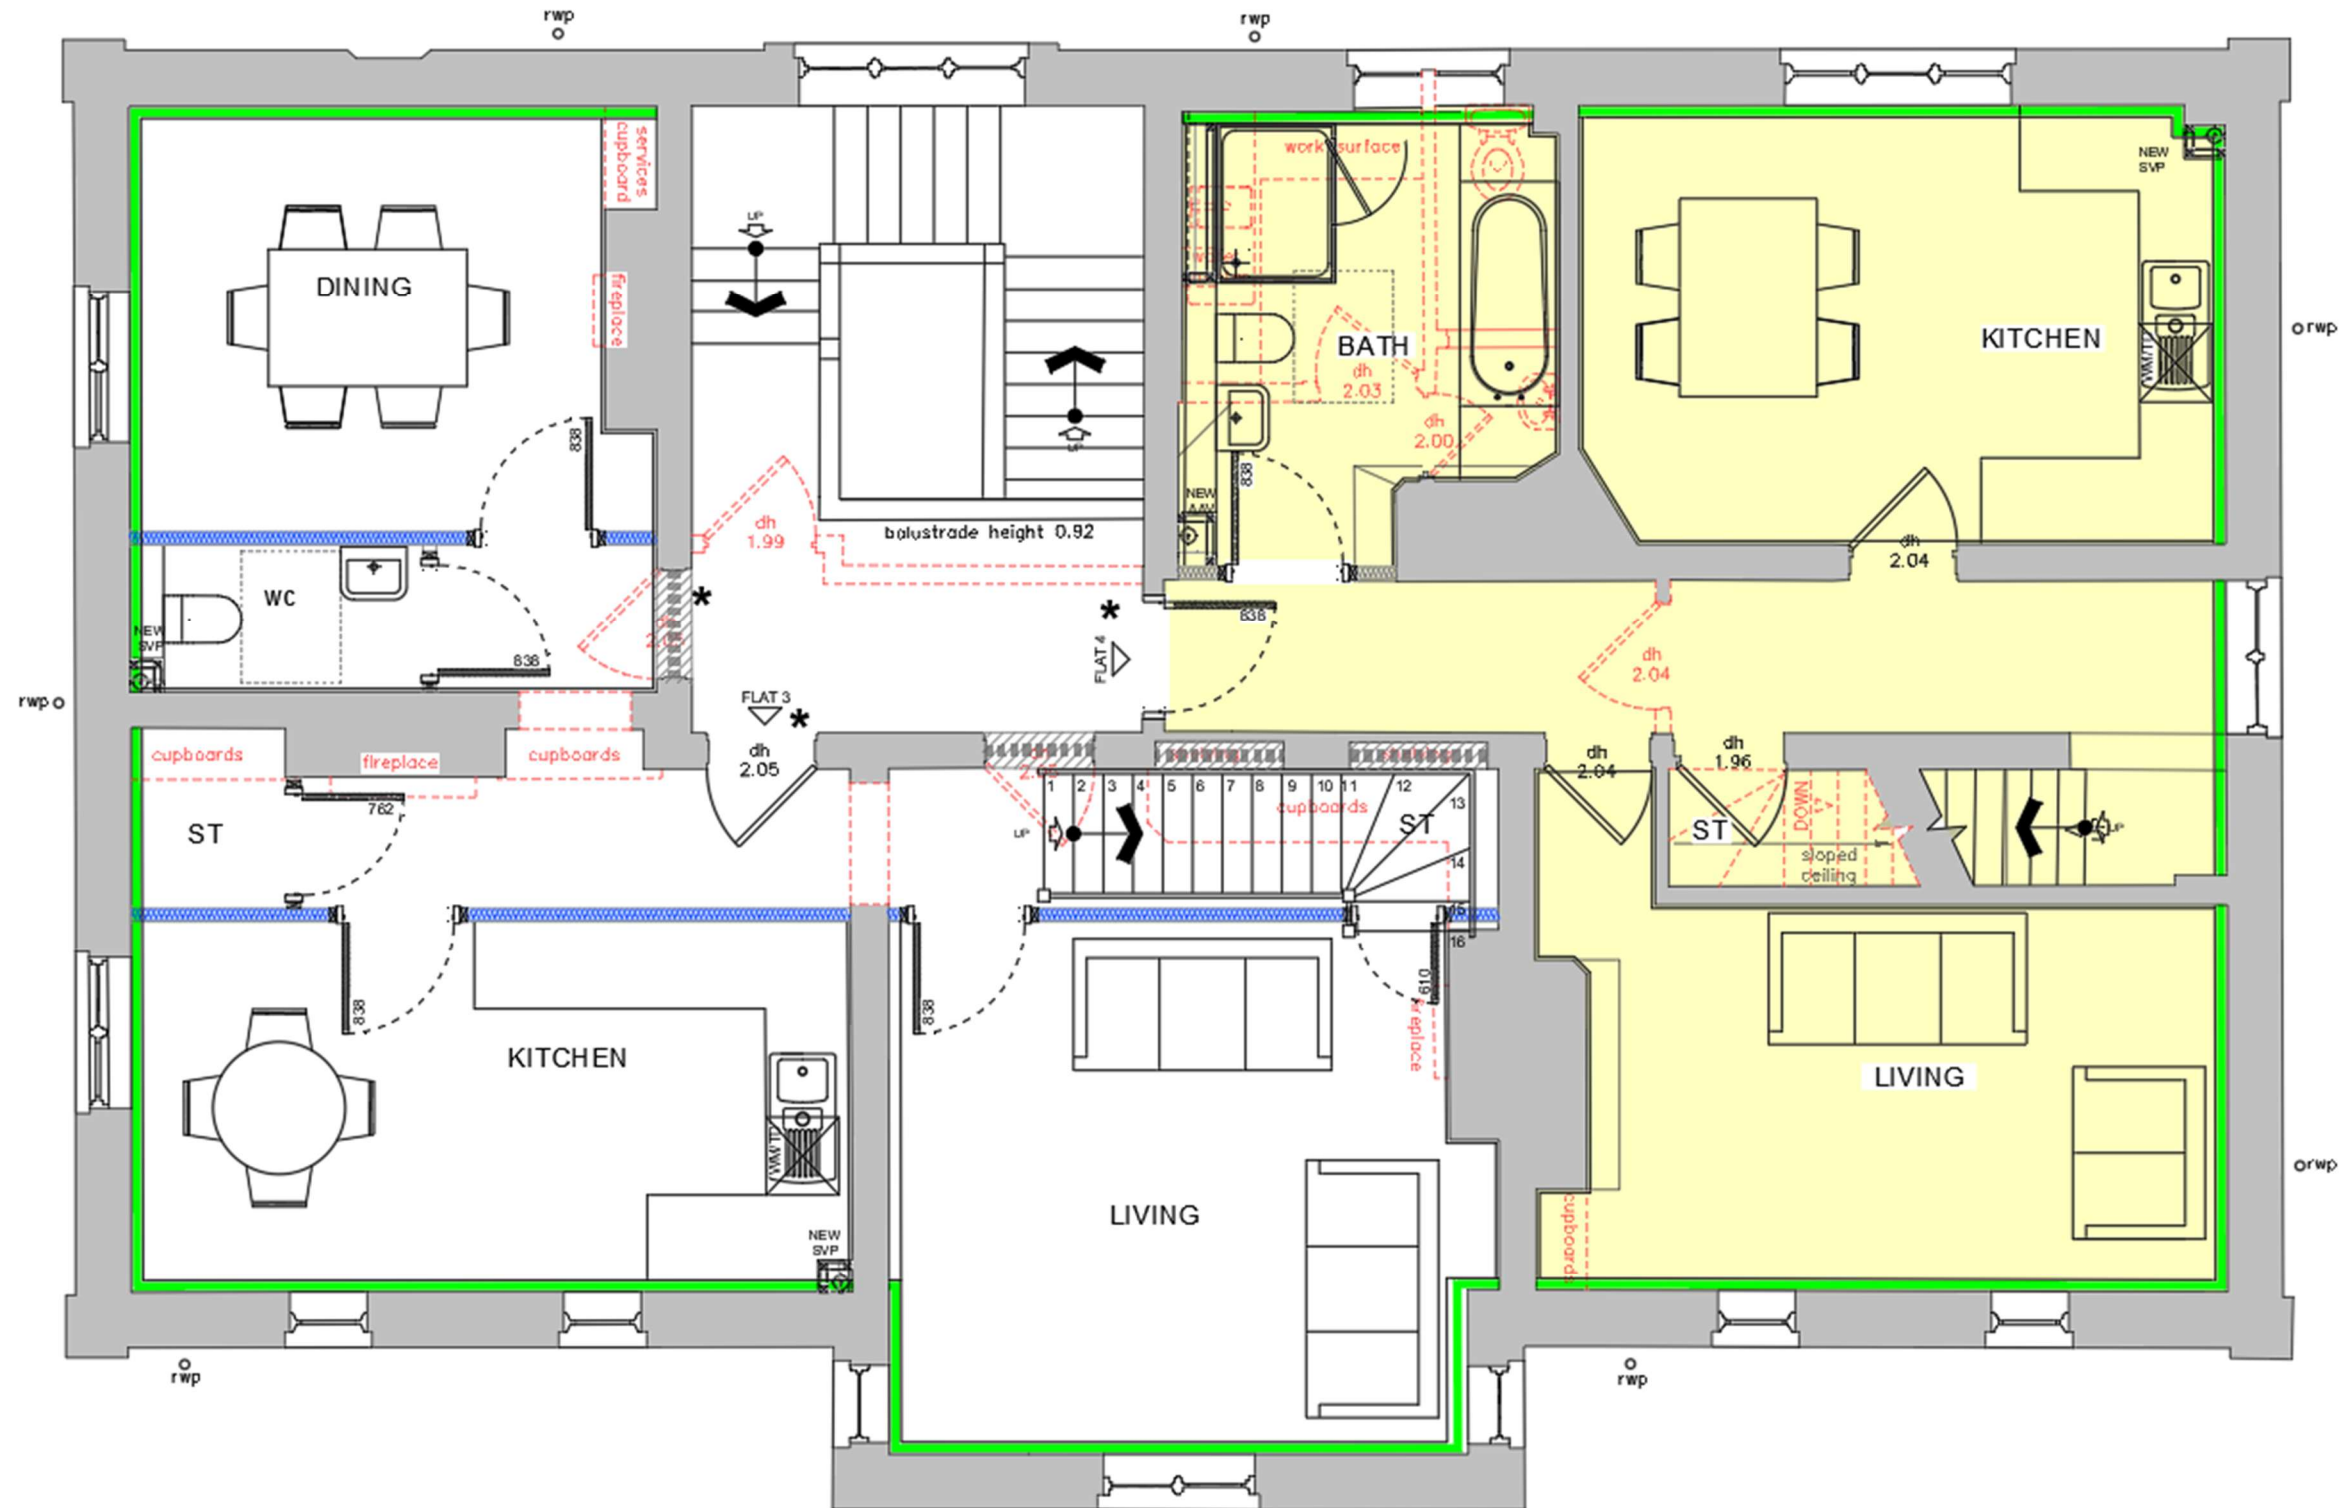 rwp
rwp
services
cupboard
work surface
NEW
SVP
UP
DINING
fireplace
rwp
KITCHEN
BATH
dh
2.03
WM/TD
838
dh
2.00
838
NEW
balustrade height 0.92
dh
1.99
dh
2.04
WC
*
*
838
NEW
SVP
838
FLAT 4
dh
2.04
rwp
FLAT 3
*
cupboards
fireplace
cupboards
dh
2.05
dh
2.04
dh
1.96
762
1
2
3
4
5
6
7
8
9
10
11
12
13
14
15
16
cupboards
DOWN
ST
UP
ST
ST
UP
sloped
ceiling
838
838
610
fireplace
KITCHEN
LIVING
WM/TD
rwp
LIVING
cupboards
NEW
SVP
rwp
rwp